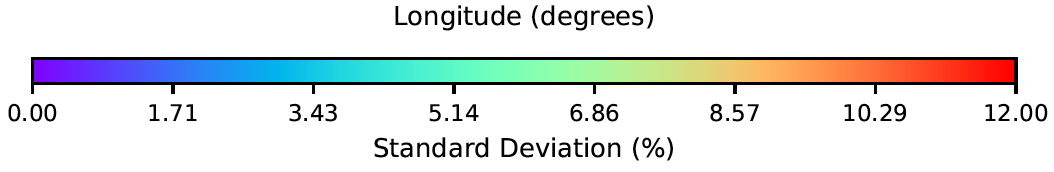 Longitude (degrees)
0.00 1.71 3.43 5.14 6.86 8.57 10.29 12.00
Standard Deviation (%)